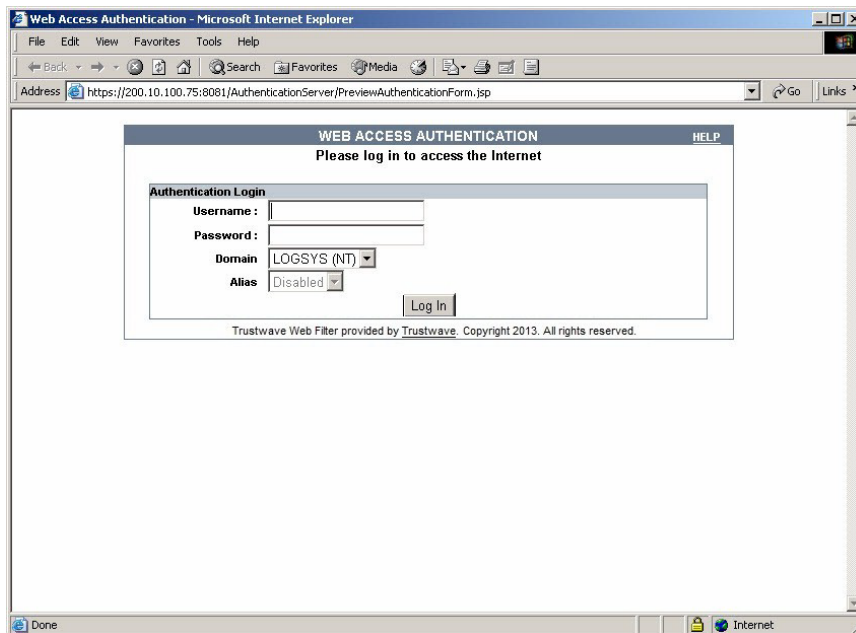 Web Access Authentication - Microsoft Internet Explorer
File Edit View Favorites Tools Help
Back Search Favorites Media
Address https://200.10.100.75:8081/AuthenticationServer/PreviewAuthenticationForm.jsp Go Links »
WEB ACCESS AUTHENTICATION HELP
Please log in to access the Internet
Authentication Login
Username :
Password :
Domain LOGSYS (NT)
Alias Disabled
Log In
Trustwave Web Filter provided by Trustwave. Copyright 2013. All rights reserved.
Done Internet